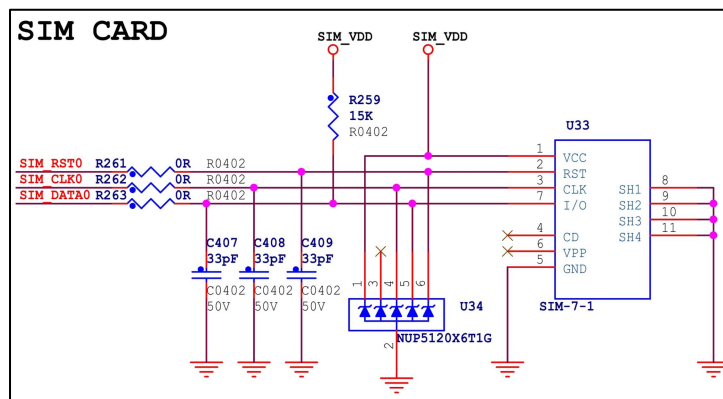 SIM CARD
SIM_VDD SIM_VDD
R259
15K
R0402
U33
SIM_RST0 R261 0R R0402
SIM_CLK0 R262 0R R0402
SIM_DATA0 R263 0R R0402
1 VCC
2 RST
3 CLK
7 I/O
4 CD
6 VPP
5 GND
SH1 8
SH2 9
SH3 10
SH4 11
SIM-7-1
C407 C408 C409
33pF 33pF 33pF
C0402 C0402 C0402
50V 50V 50V
1 3 4 5 6
U34
2
NUP5120X6T1G